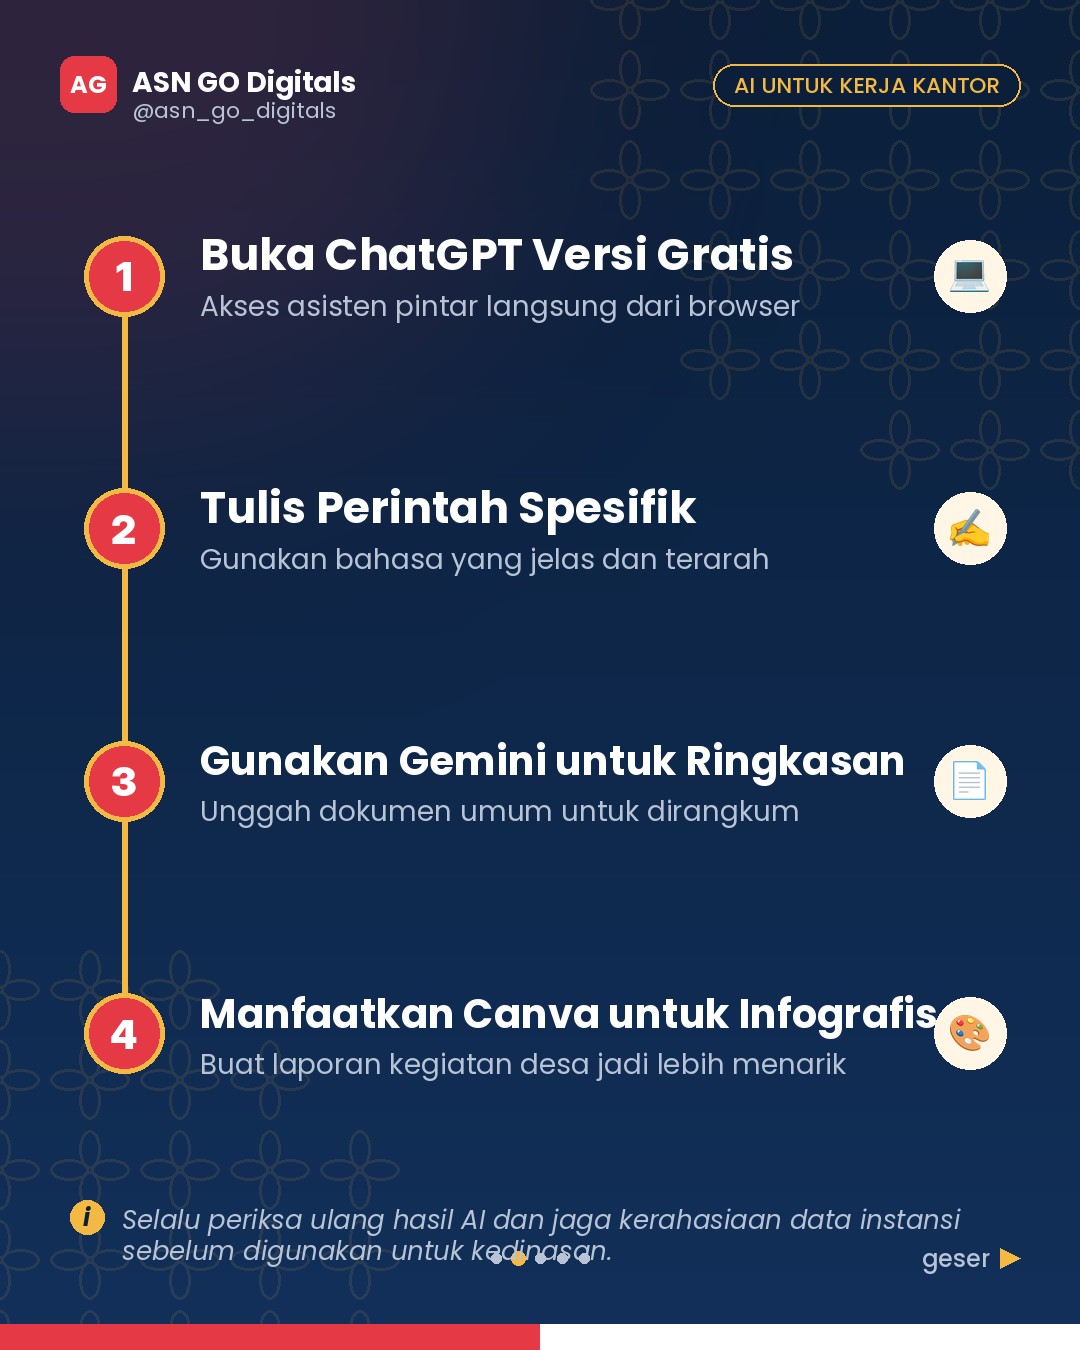 AG
ASN GO Digitals
@asn_go_digitals
AI UNTUK KERJA KANTOR
1
Buka ChatGPT Versi Gratis
Akses asisten pintar langsung dari browser
2
Tulis Perintah Spesifik
Gunakan bahasa yang jelas dan terarah
3
Gunakan Gemini untuk Ringkasan
Unggah dokumen umum untuk dirangkum
4
Manfaatkan Canva untuk Infografis
Buat laporan kegiatan desa jadi lebih menarik
i
Selalu periksa ulang hasil AI dan jaga kerahasiaan data instansi
sebelum digunakan untuk kedinasan.
geser